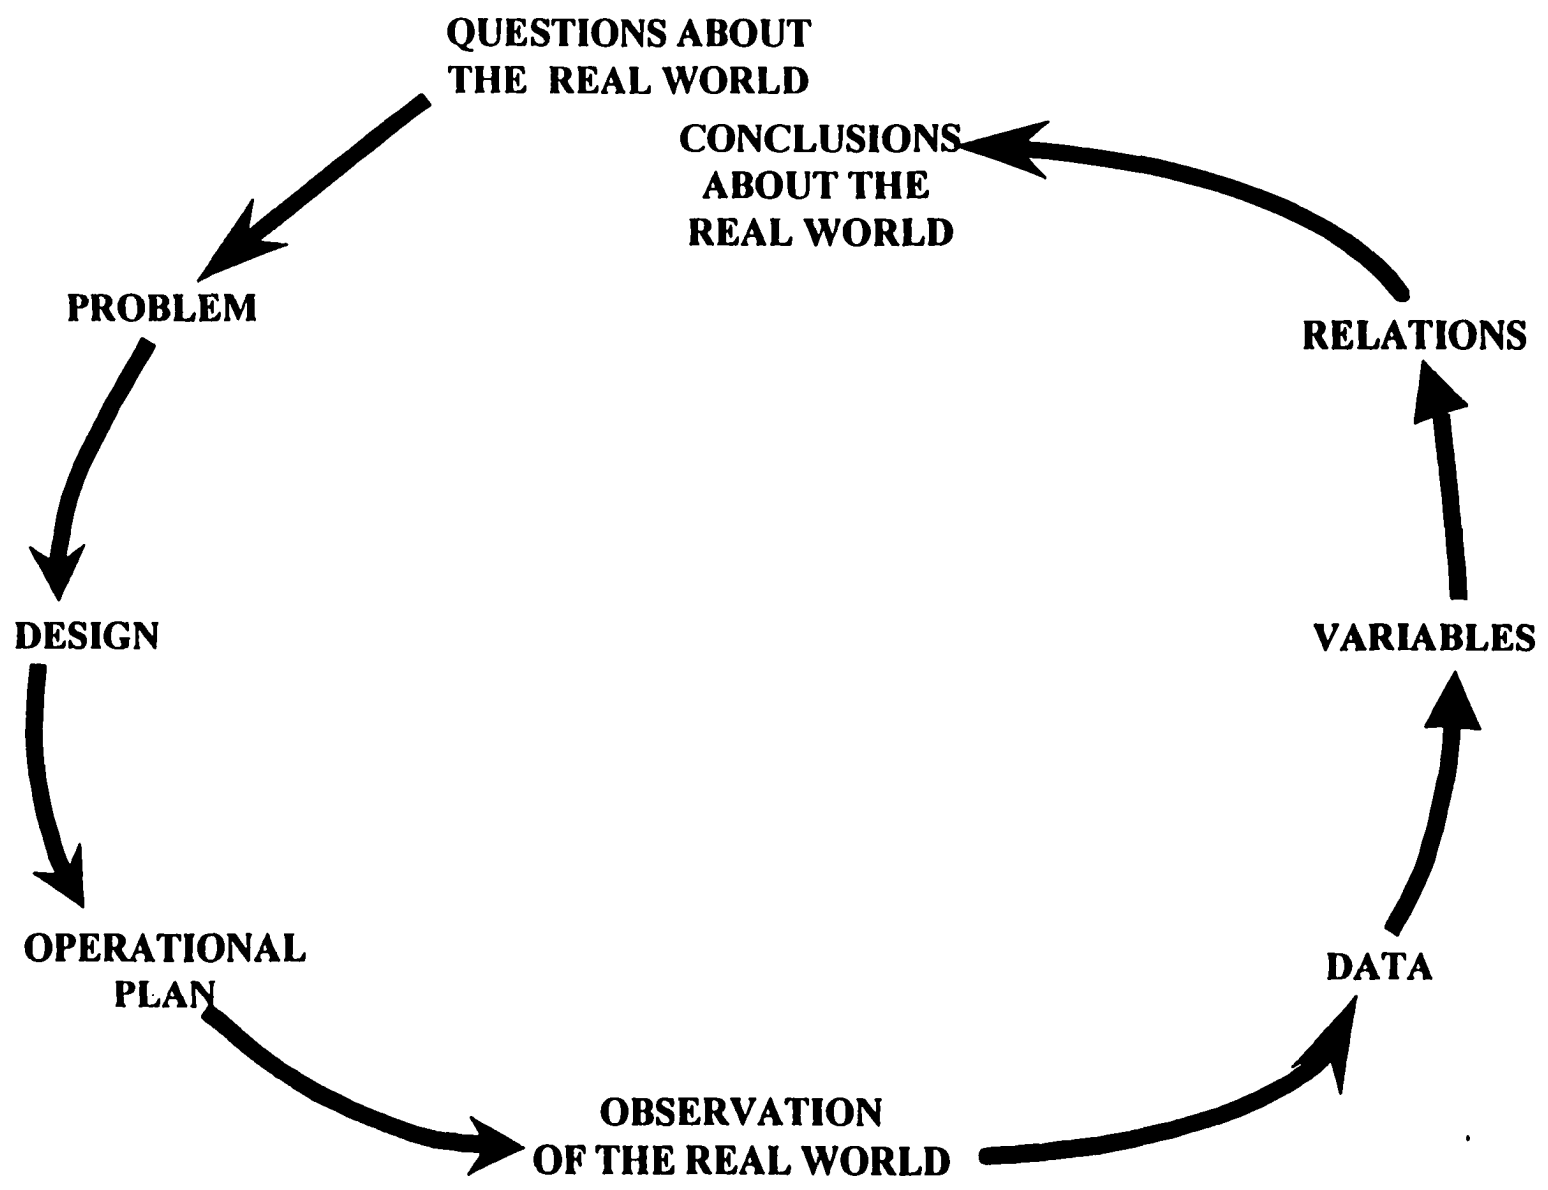 QUESTIONS ABOUT
THE REAL WORLD
CONCLUSIONS
ABOUT THE
REAL WORLD
PROBLEM
RELATIONS
DESIGN
VARIABLES
OPERATIONAL
PLAN
DATA
OBSERVATION
OF THE REAL WORLD